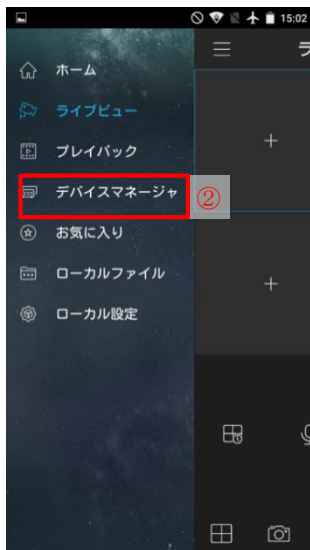 15:02
ホーム
ライブビュー
プレイバック
デバイスマネージャ
②
お気に入り
ローカルファイル
ローカル設定